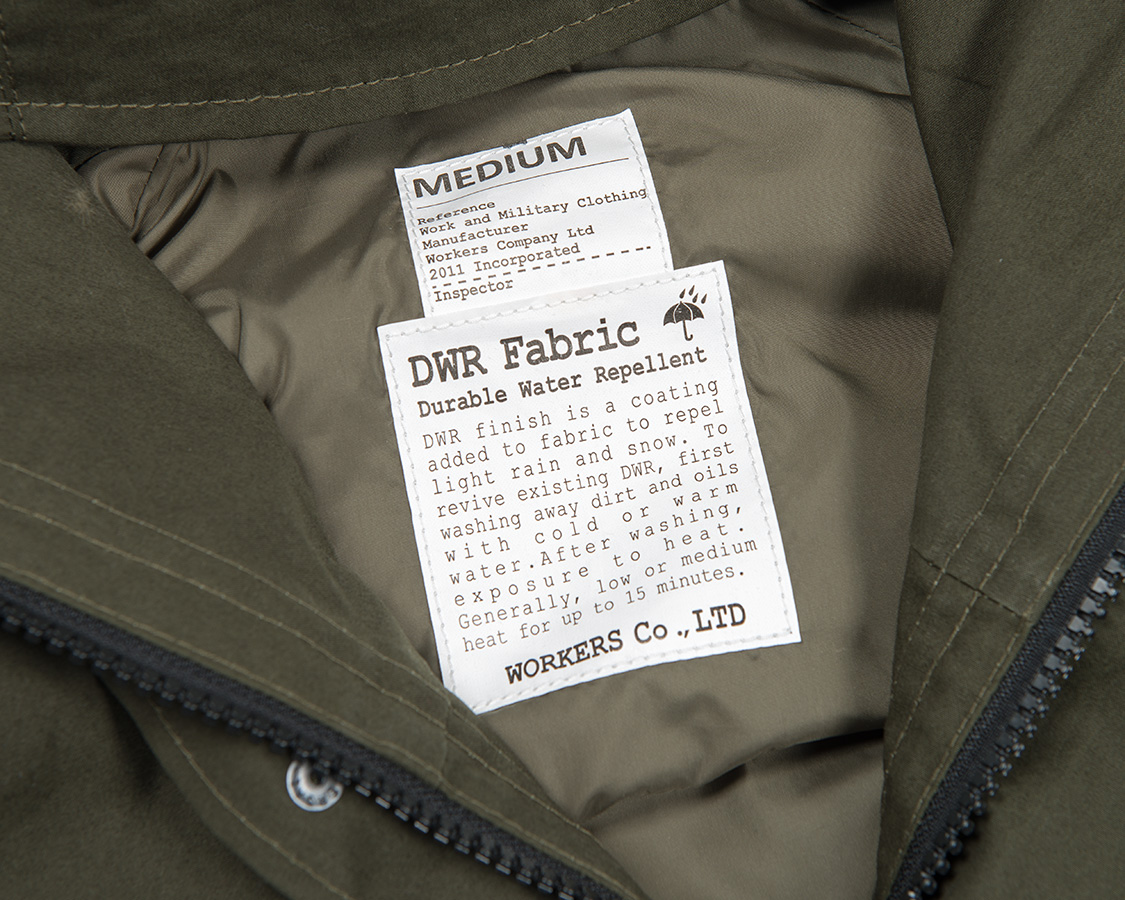 MEDIUM
Reference
Work and Military Clothing
Manufacturer
Workers Company Ltd
2011 Incorporated
Inspector
DWR Fabric
Durable Water Repellent
DWR finish is a coating
added to fabric to repel
light rain and snow. To
revive existing DWR, first
washing away dirt and oils
with cold or warm
water.After washing,
exposure to heat.
Generally, low or medium
heat for up to 15 minutes.
WORKERS Co.,LTD